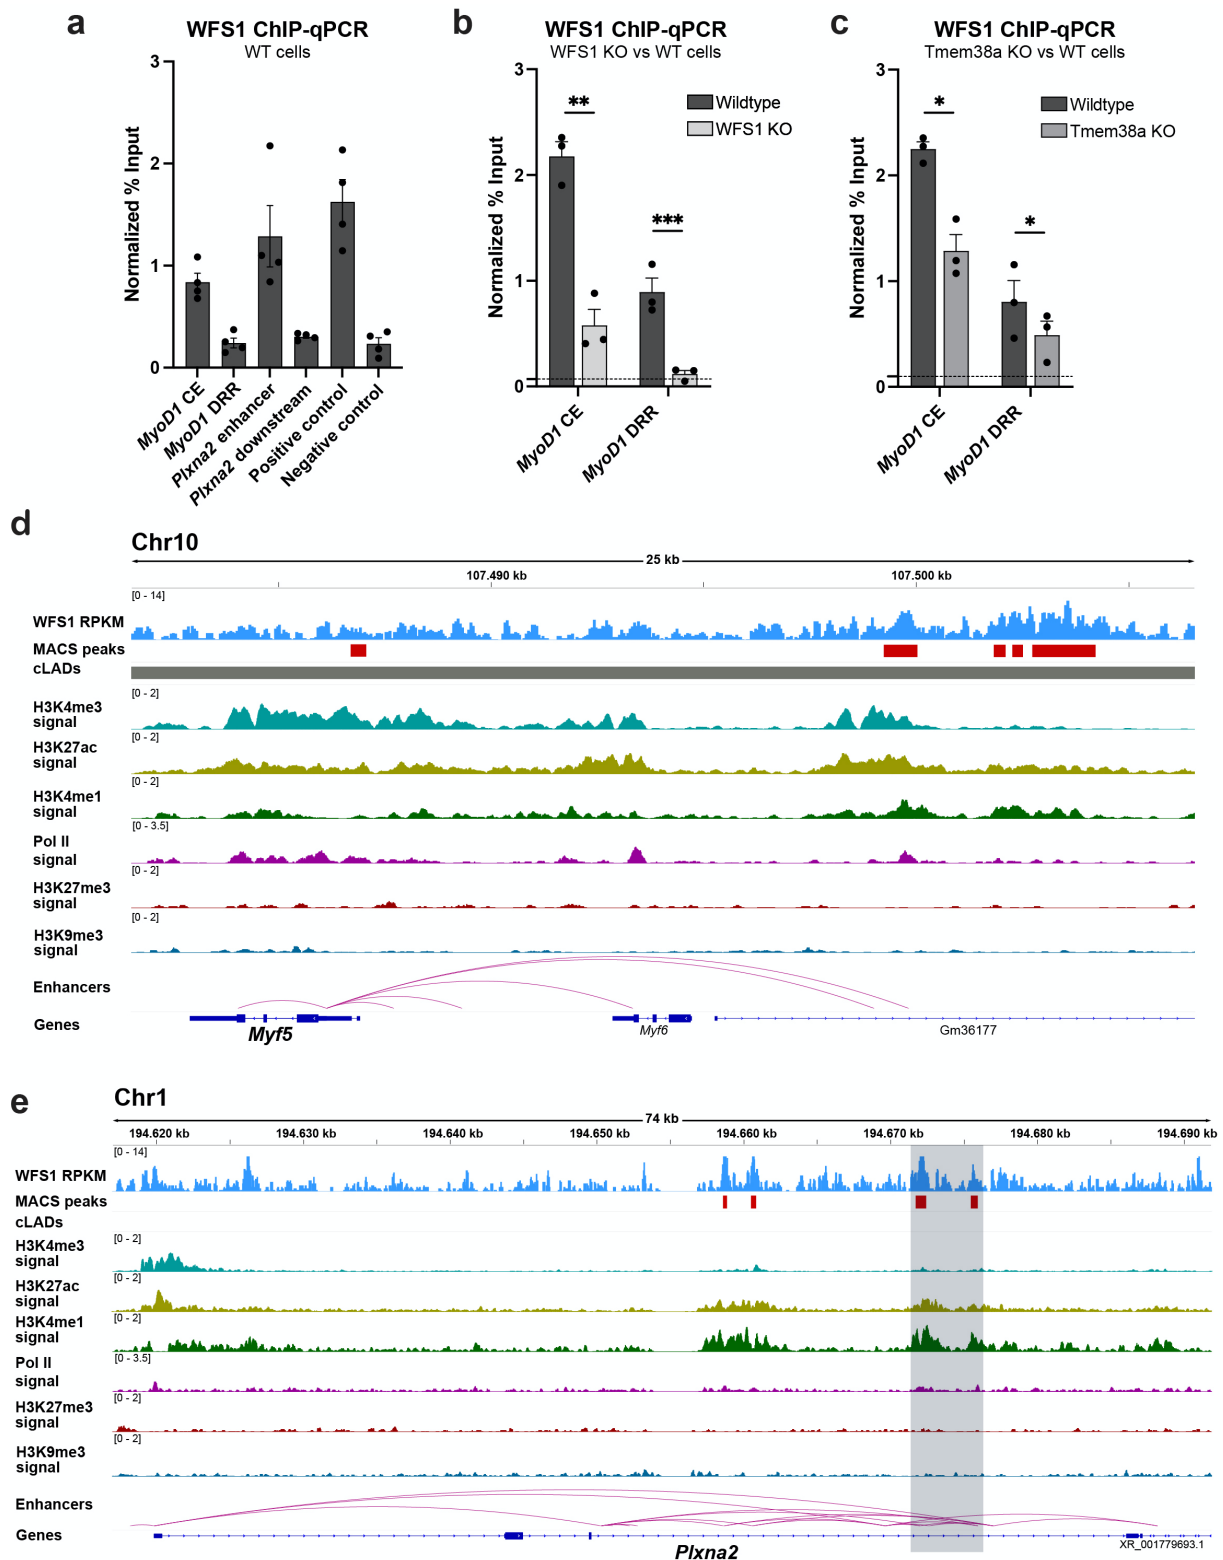 a
WFS1 ChIP-qPCR
WT cells
Normalized % Input
3
2
1
0
MyoD1 CE
MyoD1 DRR
Plxna2 enhancer
Plxna2 downstream
Positive control
Negative control
b
WFS1 ChIP-qPCR
WFS1 KO vs WT cells
Normalized % Input
3
2
1
0
**
***
Wildtype
WFS1 KO
MyoD1 CE
MyoD1 DRR
c
WFS1 ChIP-qPCR
Tmem38a KO vs WT cells
Normalized % Input
3
2
1
0
*
*
Wildtype
Tmem38a KO
MyoD1 CE
MyoD1 DRR
d
Chr10
25 kb
107.490 kb 107.500 kb
[0 - 14]
WFS1 RPKM
MACS peaks
cLADs
[0 - 2]
H3K4me3
signal
[0 - 2]
H3K27ac
signal
[0 - 2]
H3K4me1
signal
[0 - 3.5]
Pol II
signal
[0 - 2]
H3K27me3
signal
[0 - 2]
H3K9me3
signal
Enhancers
Genes
Myf5 Myf6 Gm36177
e
Chr1
74 kb
194.620 kb 194.630 kb 194.640 kb 194.650 kb 194.660 kb 194.670 kb 194.680 kb 194.690 kb
[0 - 14]
WFS1 RPKM
MACS peaks
cLADs
[0 - 2]
H3K4me3
signal
[0 - 2]
H3K27ac
signal
[0 - 2]
H3K4me1
signal
[0 - 3.5]
Pol II
signal
[0 - 2]
H3K27me3
signal
[0 - 2]
H3K9me3
signal
Enhancers
Genes
Plxna2 XR_001779693.1